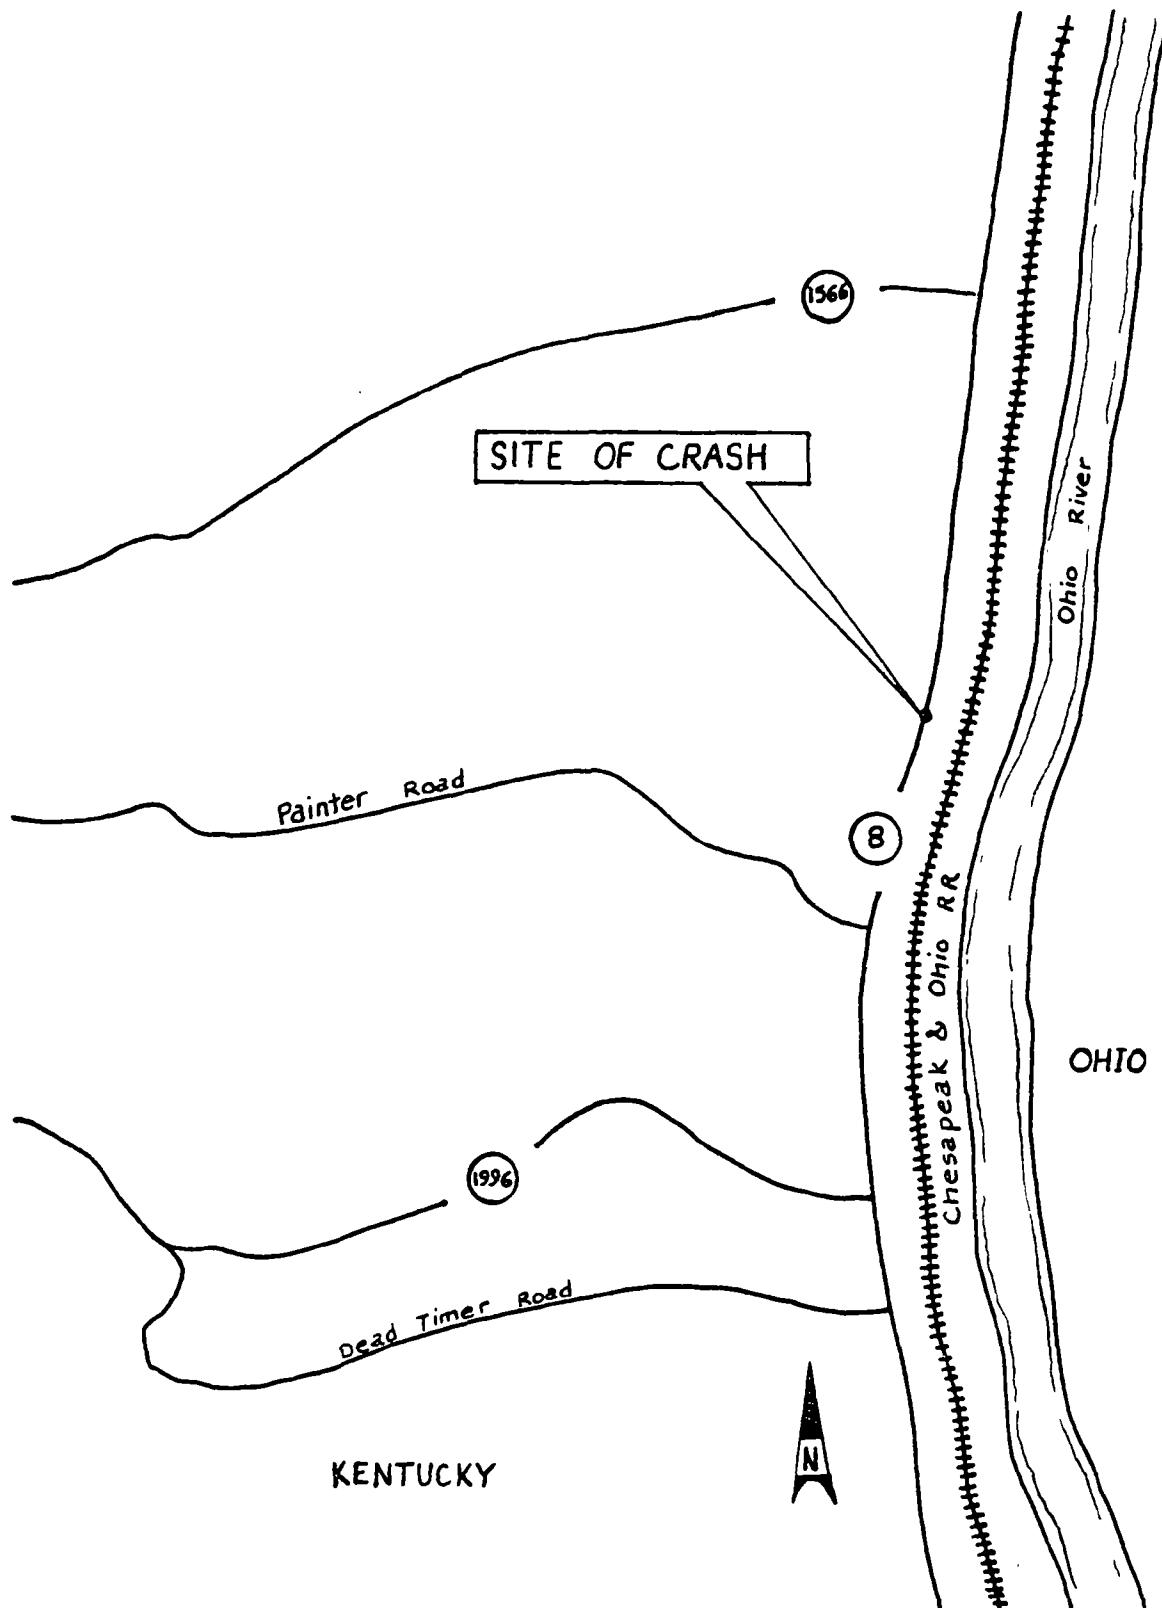 1566
SITE OF CRASH
Ohio River
Painter Road
8
Chesapeak & Ohio RR
OHIO
1996
Dead Timer Road
N
KENTUCKY